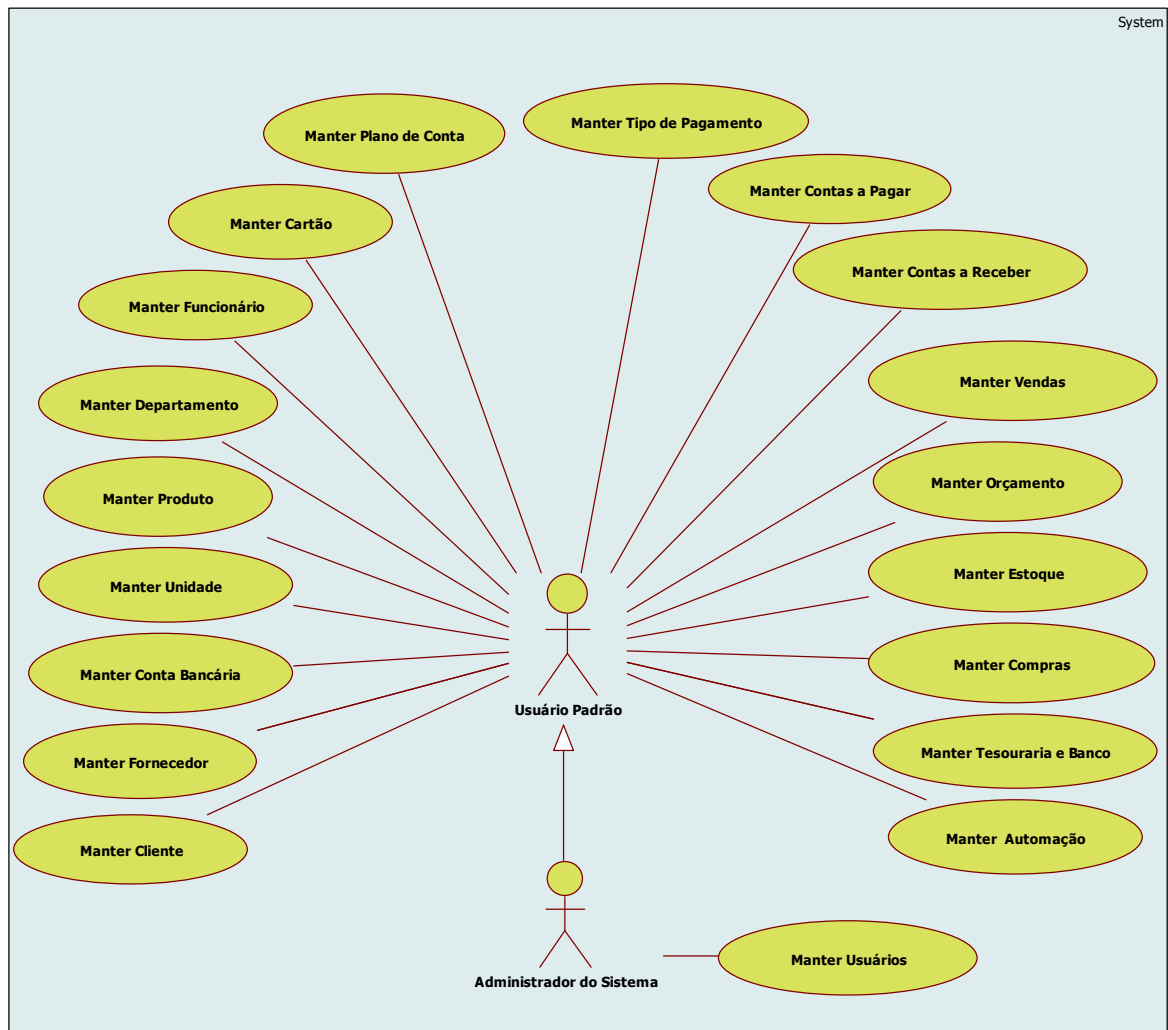 System
Manter Tipo de Pagamento
Manter Plano de Conta
Manter Contas a Pagar
Manter Cartão
Manter Contas a Receber
Manter Funcionário
Manter Vendas
Manter Departamento
Manter Orçamento
Manter Produto
Manter Estoque
Manter Unidade
Manter Compras
Manter Conta Bancária
Usuário Padrão
Manter Tesouraria e Banco
Manter Fornecedor
Manter Automação
Manter Cliente
Manter Usuários
Administrador do Sistema